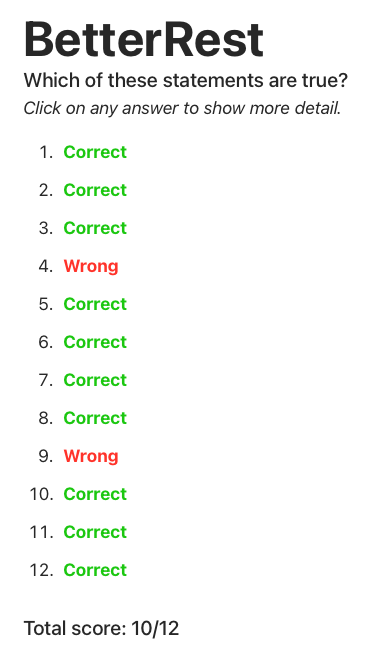 BetterRest
Which of these statements are true?
Click on any answer to show more detail.
1. Correct
2. Correct
3. Correct
4. Wrong
5. Correct
6. Correct
7. Correct
8. Correct
9. Wrong
10. Correct
11. Correct
12. Correct
Total score: 10/12